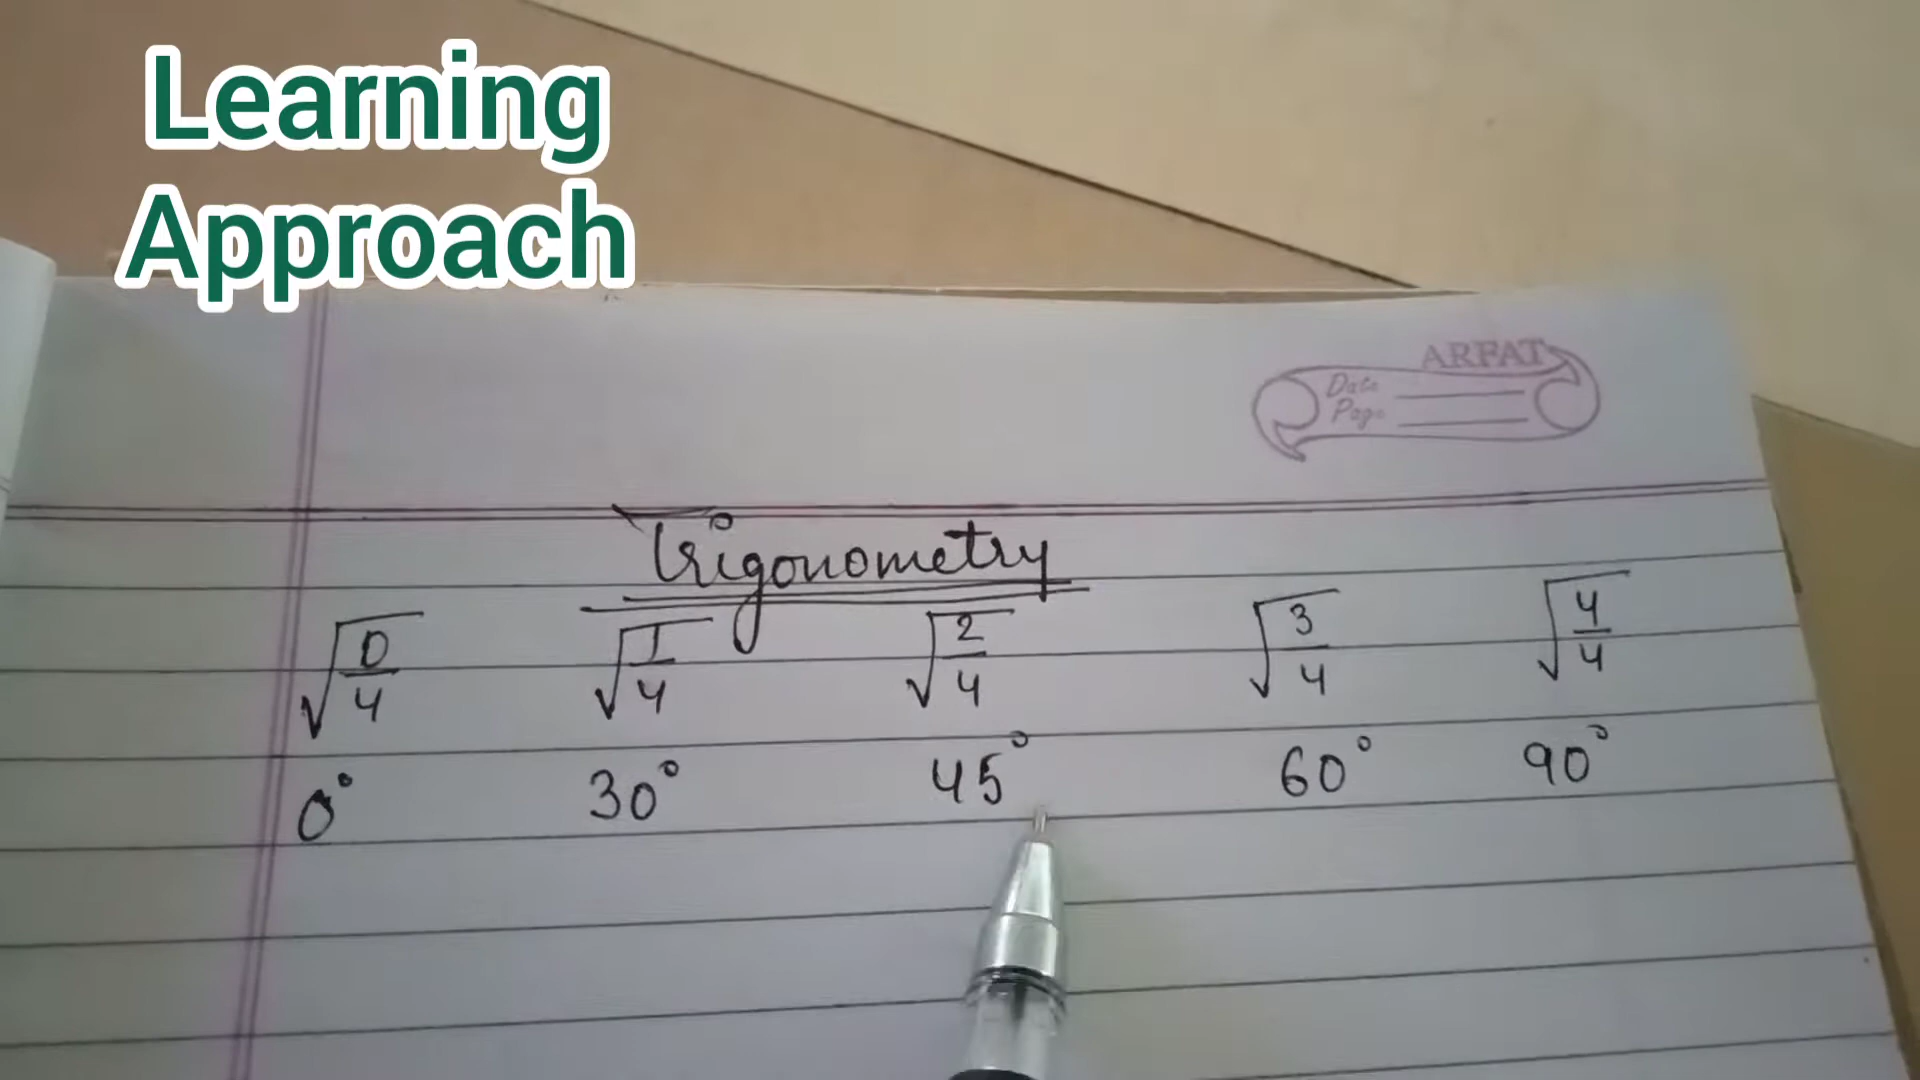 Learning
Approach
ARFAT
Date
Page
Trigonometry
√0/4 √1/4 √2/4 √3/4 √4/4
0° 30° 45° 60° 90°